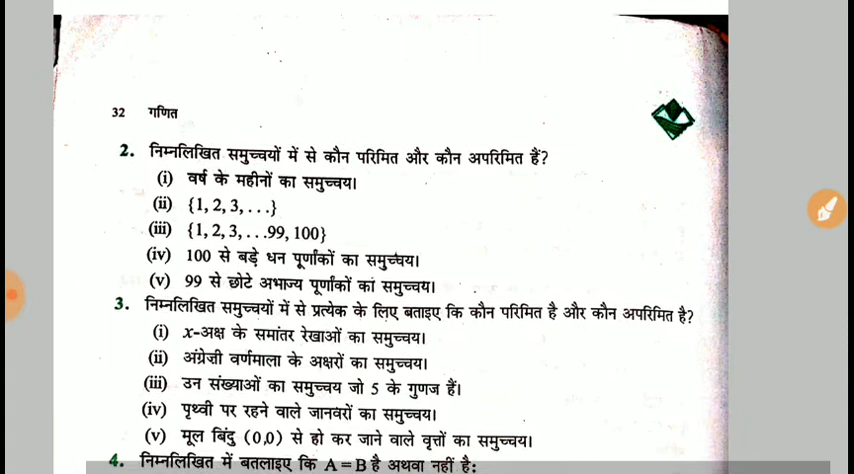 32 गणित
2. निम्नलिखित समुच्चयों में से कौन परिमित और कौन अपरिमित हैं?
(i) वर्ष के महीनों का समुच्चय।
(ii) {1, 2, 3, . . .}
(iii) {1, 2, 3, . . .99, 100}
(iv) 100 से बड़े धन पूर्णांकों का समुच्चय।
(v) 99 से छोटे अभाज्य पूर्णांकों का समुच्चय।
3. निम्नलिखित समुच्चयों में से प्रत्येक के लिए बताइए कि कौन परिमित है और कौन अपरिमित है?
(i) x-अक्ष के समांतर रेखाओं का समुच्चय।
(ii) अंग्रेजी वर्णमाला के अक्षरों का समुच्चय।
(iii) उन संख्याओं का समुच्चय जो 5 के गुणज हैं।
(iv) पृथ्वी पर रहने वाले जानवरों का समुच्चय।
(v) मूल बिंदु (0,0) से हो कर जाने वाले वृत्तों का समुच्चय।
4. निम्नलिखित में बतलाइए कि A = B है अथवा नहीं है: